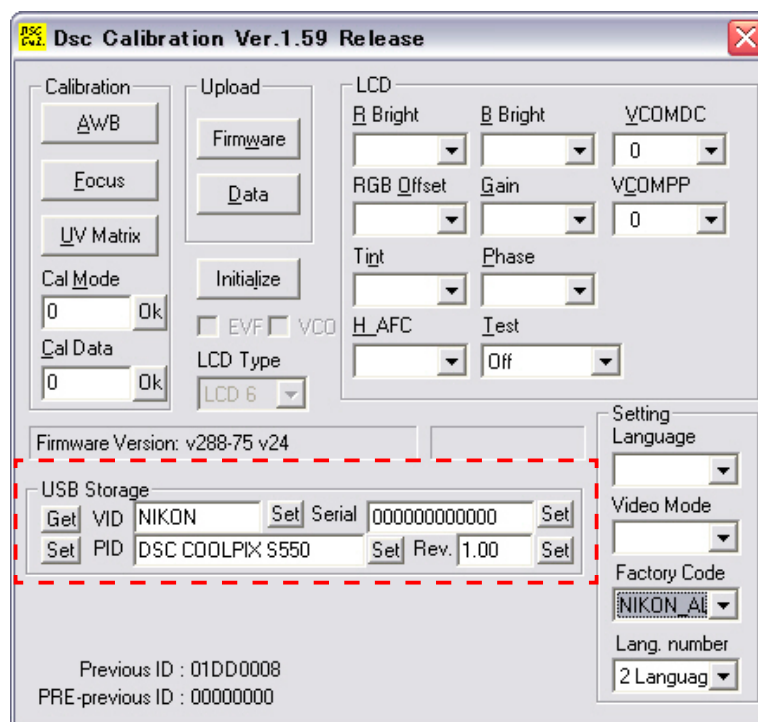 DSC Cal. Dsc Calibration Ver.1.59 Release
Calibration
AWB
Focus
UV Matrix
Cal Mode
0 Ok
Cal Data
0 Ok
Upload
Firmware
Data
Initialize
EVF VCO
LCD Type
LCD 6
LCD
R Bright B Bright VCOMDC
0
RGB Offset Gain VCOMPP
0
Tint Phase
H_AFC Test
Off
Firmware Version: v288-75 v24
USB Storage
Get VID NIKON Set Serial 000000000000 Set
Set PID DSC COOLPIX S550 Set Rev. 1.00 Set
Setting
Language
Video Mode
Factory Code
NIKON_AL
Lang. number
2 Languag
Previous ID : 01DD0008
PRE-previous ID : 00000000